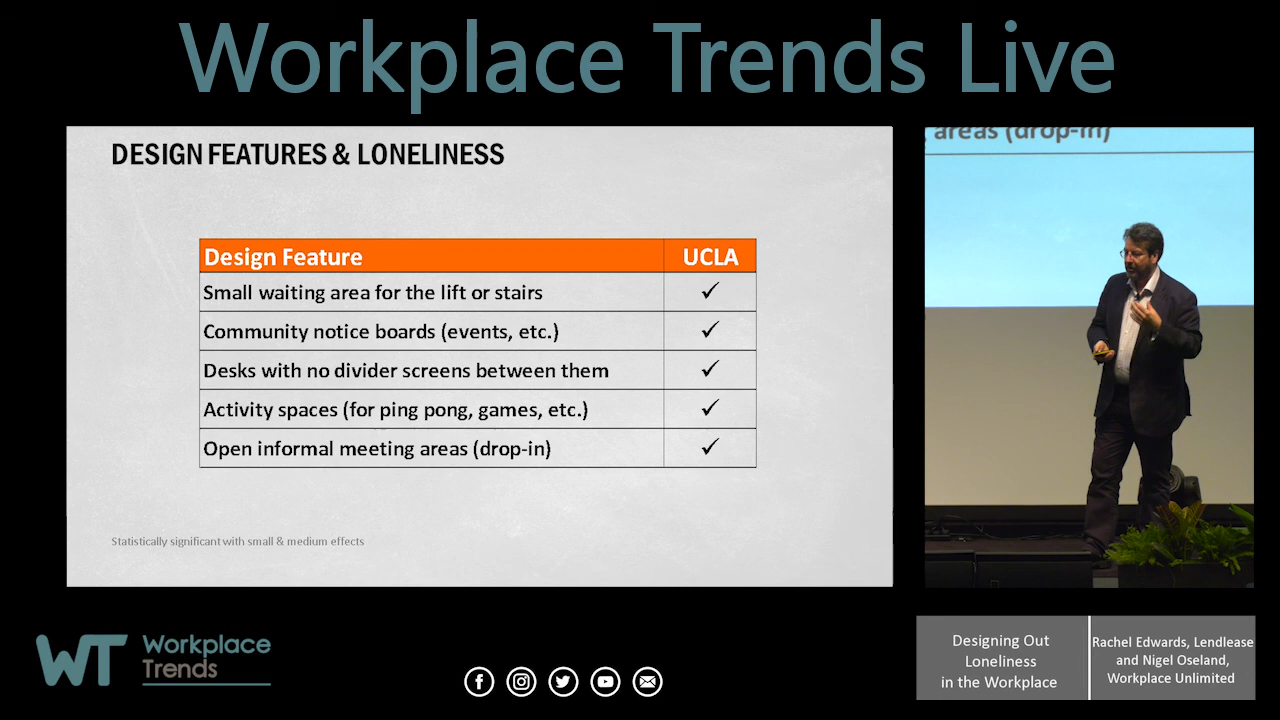 Workplace Trends Live
DESIGN FEATURES & LONELINESS
Design Feature UCLA
Small waiting area for the lift or stairs ✓
Community notice boards (events, etc.) ✓
Desks with no divider screens between them ✓
Activity spaces (for ping pong, games, etc.) ✓
Open informal meeting areas (drop-in) ✓
Statistically significant with small & medium effects
areas (drop-in)
WT Workplace
Trends
Designing Out
Loneliness
in the Workplace
Rachel Edwards, Lendlease
and Nigel Oseland,
Workplace Unlimited